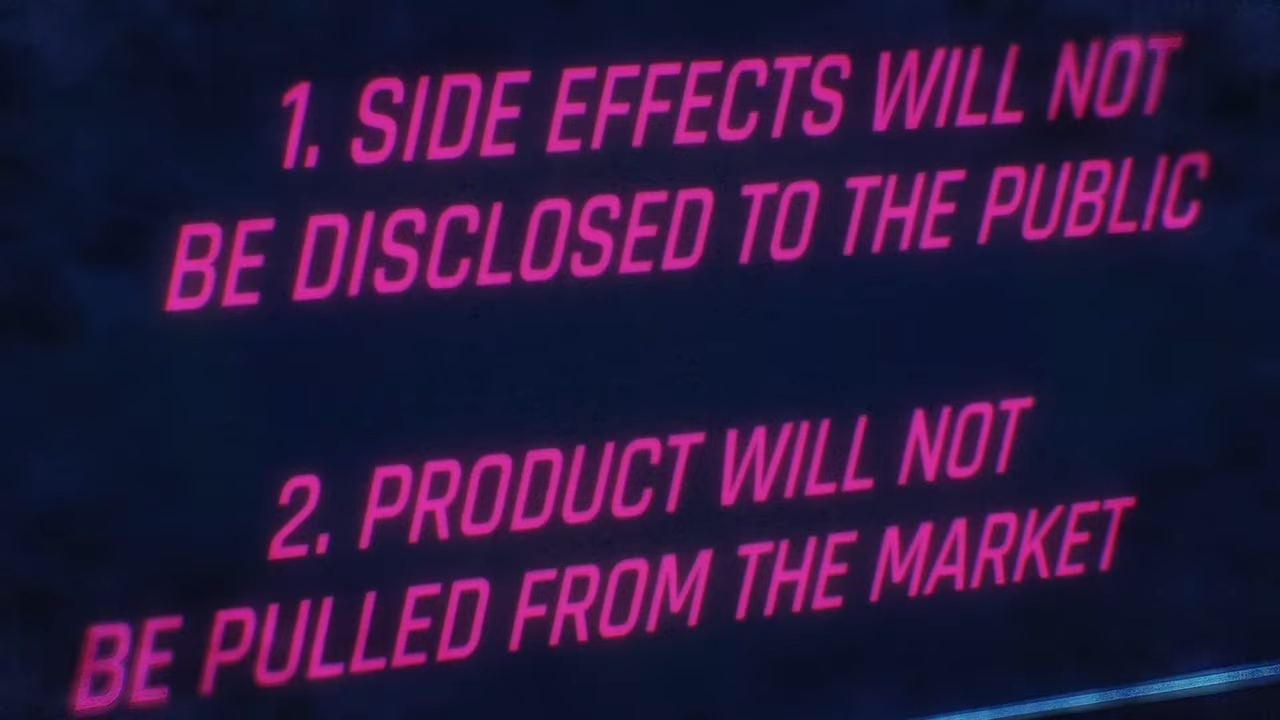 1. SIDE EFFECTS WILL NOT
BE DISCLOSED TO THE PUBLIC
2. PRODUCT WILL NOT
BE PULLED FROM THE MARKET